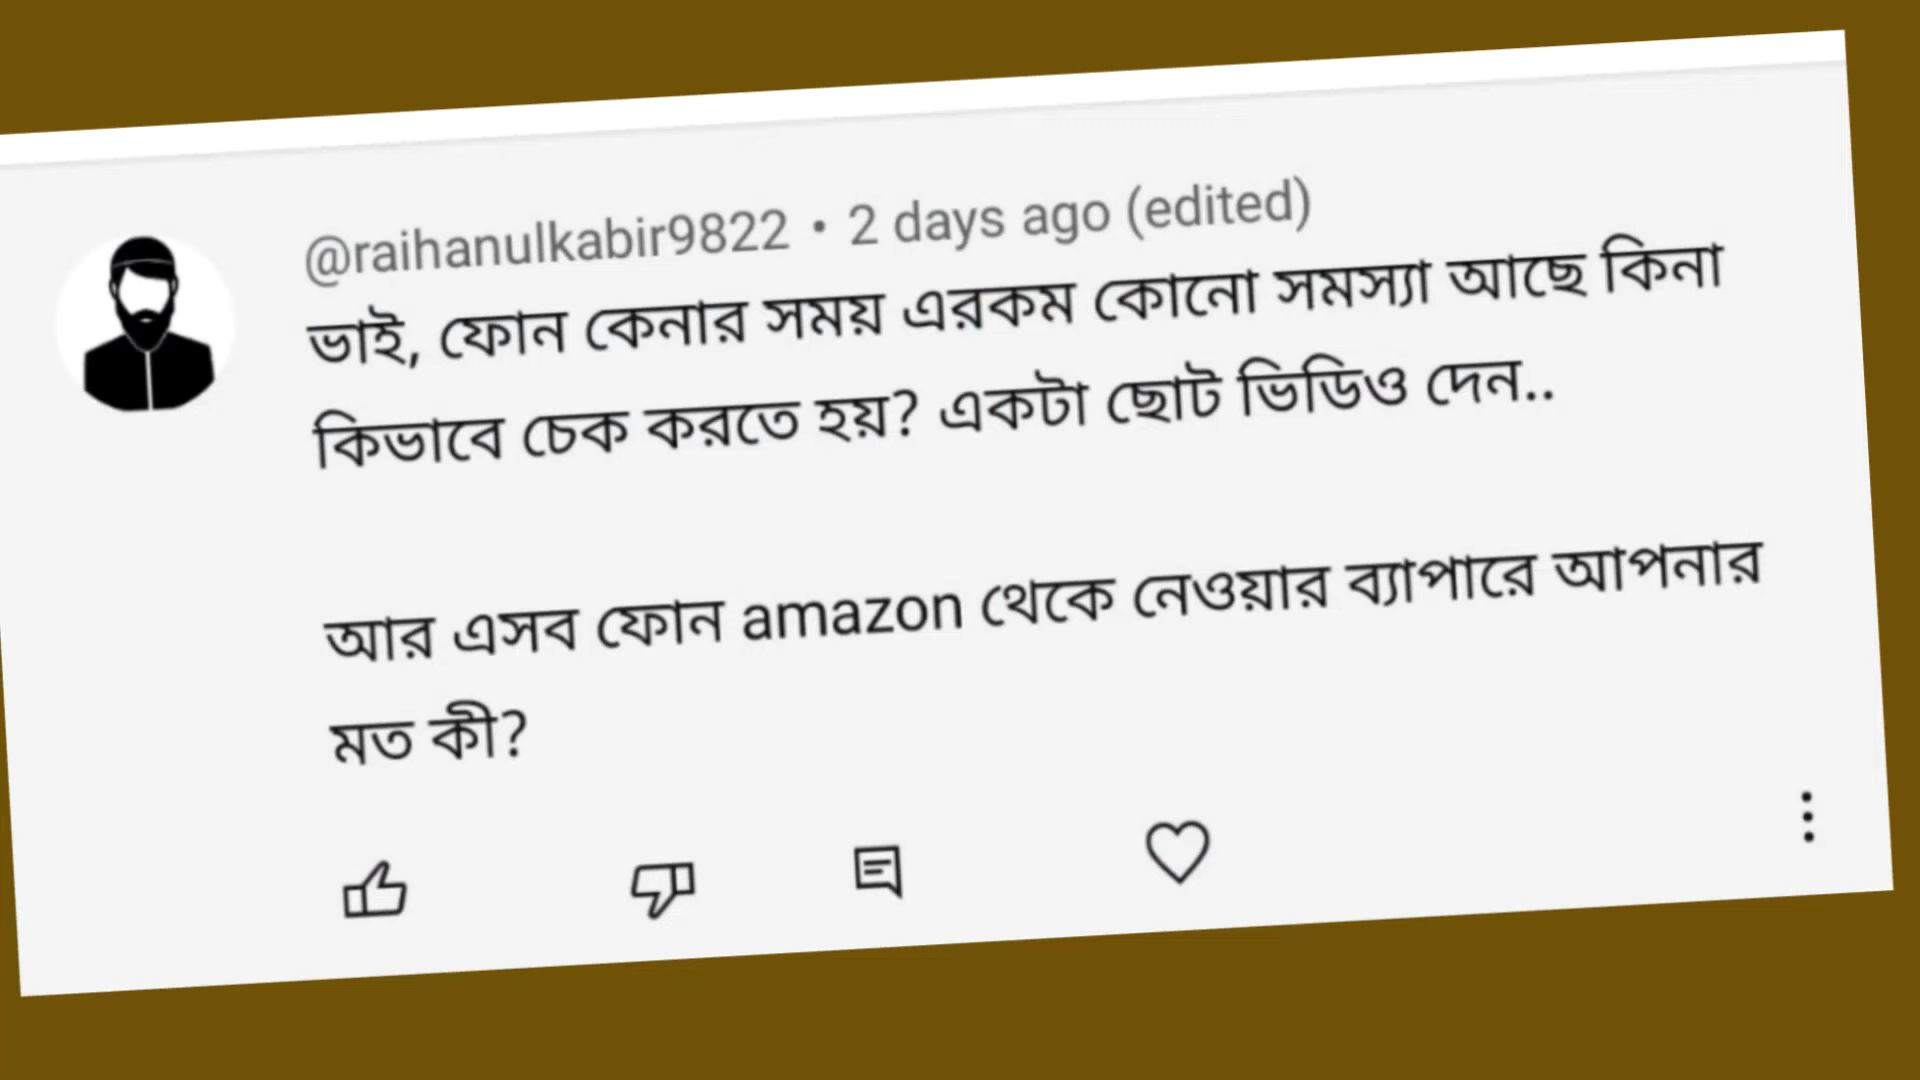 @raihanulkabir9822 • 2 days ago (edited)
ভাই, ফোন কেনার সময় এরকম কোনো সমস্যা আছে কিনা
কিভাবে চেক করতে হয়? একটা ছোট ভিডিও দেন..
আর এসব ফোন amazon থেকে নেওয়ার ব্যাপারে আপনার
মত কী?